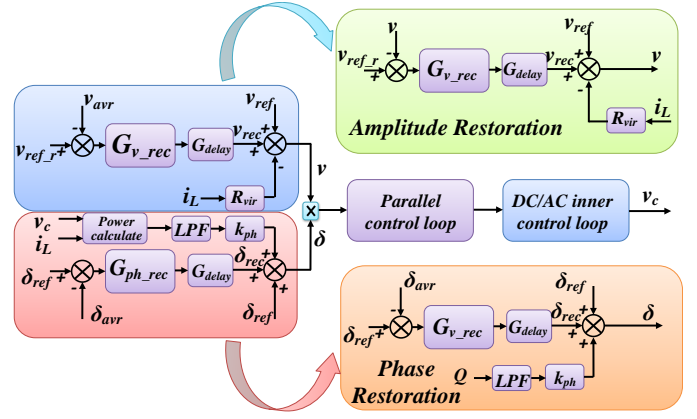 v_avr
v_ref
v_ref_r
+
-
G_v_rec
G_delay
v_rec
+
+
-
v
i_L
R_vir
v_c
i_L
Power
calculate
LPF
k_ph
δ_ref
+
-
G_ph_rec
G_delay
δ_rec
+
+
+
δ
δ_avr
δ_ref
X
Parallel
control loop
DC/AC inner
control loop
v_c
v
v_ref
v_ref_r
+
-
G_v_rec
G_delay
v_rec
+
+
-
v
R_vir
i_L
Amplitude Restoration
δ_avr
δ_ref
δ_ref
+
-
G_v_rec
G_delay
δ_rec
+
+
+
δ
Q
LPF
k_ph
Phase
Restoration